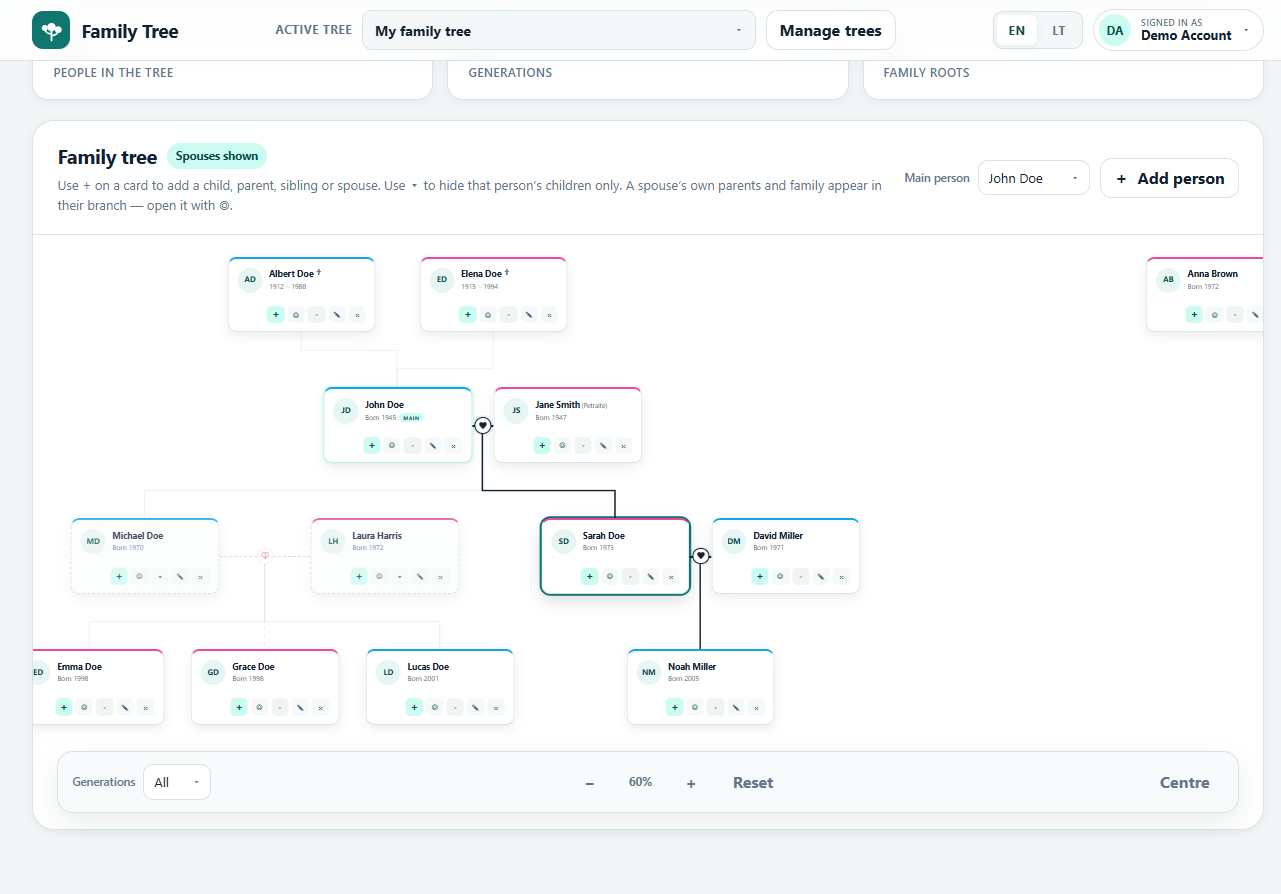 Family Tree
ACTIVE TREE
My family tree
Manage trees
EN
LT
DA
SIGNED IN AS
Demo Account
PEOPLE IN THE TREE
GENERATIONS
FAMILY ROOTS
Family tree
Spouses shown
Use + on a card to add a child, parent, sibling or spouse. Use ▾ to hide that person’s children only. A spouse’s own parents and family appear in
their branch — open it with ◎.
Main person
John Doe
+ Add person
AD
Albert Doe †
1912 – 1988
ED
Elena Doe †
1915 – 1994
AB
Anna Brown
Born 1972
JD
John Doe
Born 1945 MAIN
JS
Jane Smith (Petraitė)
Born 1947
MD
Michael Doe
Born 1970
LH
Laura Harris
Born 1972
SD
Sarah Doe
Born 1973
DM
David Miller
Born 1971
ED
Emma Doe
Born 1998
GD
Grace Doe
Born 1998
LD
Lucas Doe
Born 2001
NM
Noah Miller
Born 2005
Generations
All
− 60% +
Reset
Centre